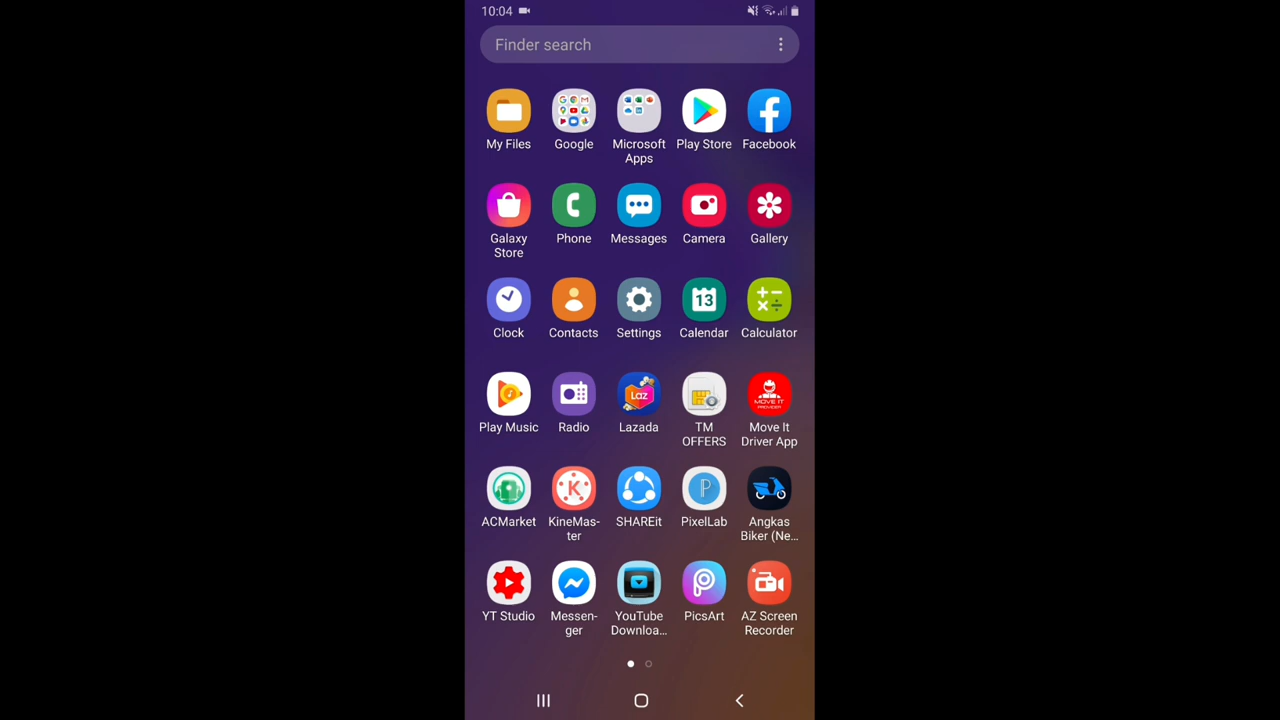 10:04
Finder search
My Files
Google
Microsoft
Apps
Play Store
Facebook
Galaxy
Store
Phone
Messages
Camera
Gallery
Clock
Contacts
Settings
13
Calendar
Calculator
Play Music
Radio
Laz
Lazada
TM
OFFERS
MOVE IT
PROVIDER
Move It
Driver App
ACMarket
K
KineMas-
ter
SHAREit
P
PixelLab
Angkas
Biker (Ne...
YT Studio
Messen-
ger
YouTube
Downloa...
PicsArt
AZ Screen
Recorder